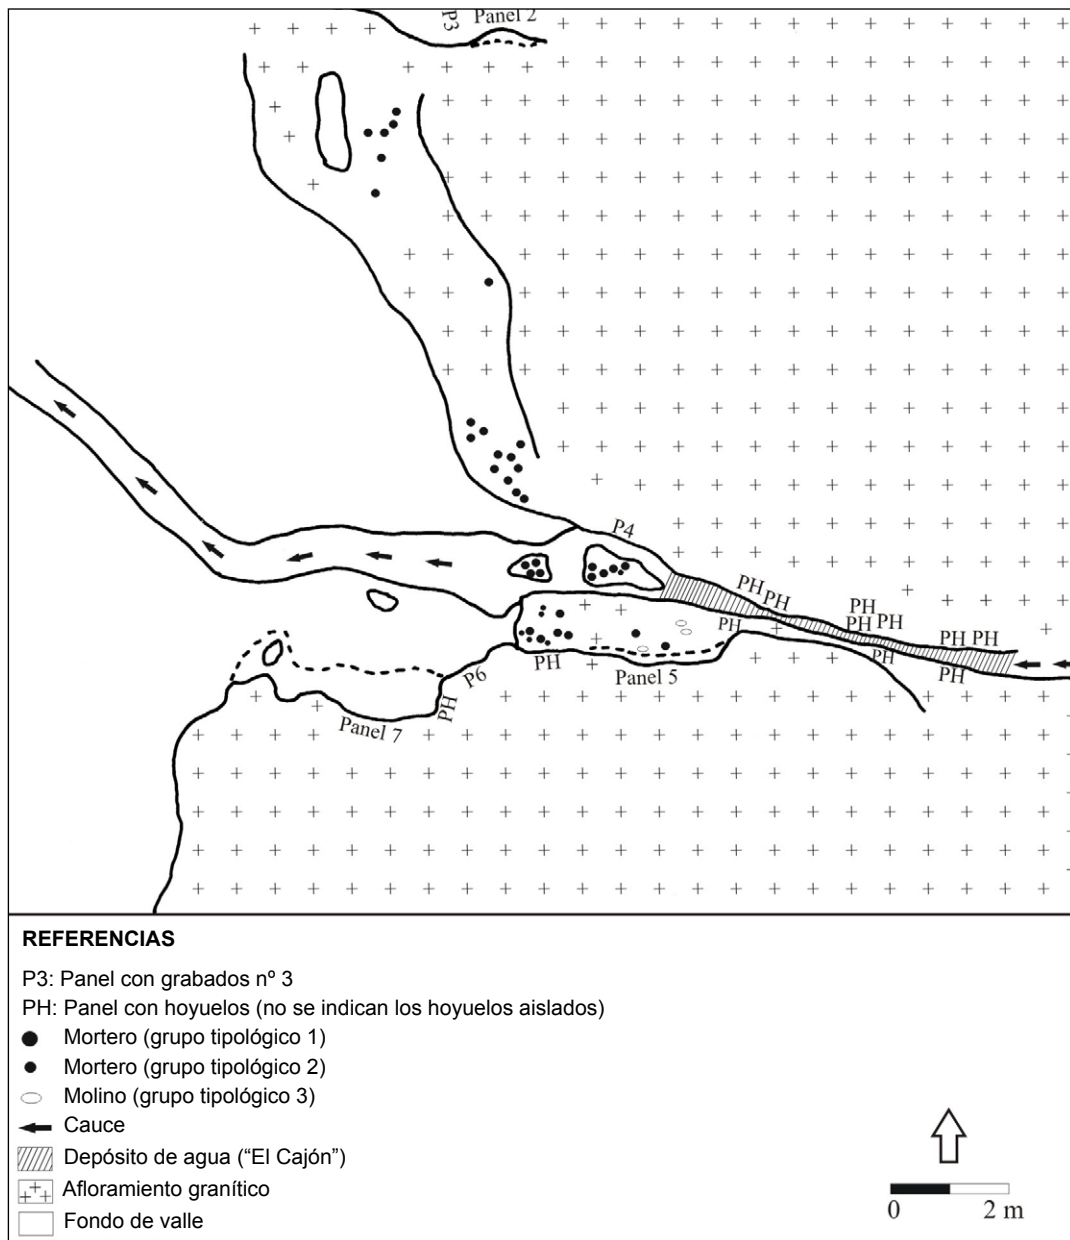 P3
Panel 2
P4
PH
PH
PH
PH
PH
PH
PH PH
PH
PH
PH
P6
Panel 5
PH
Panel 7
REFERENCIAS
P3: Panel con grabados nº 3
PH: Panel con hoyuelos (no se indican los hoyuelos aislados)
Mortero (grupo tipológico 1)
Mortero (grupo tipológico 2)
Molino (grupo tipológico 3)
Cauce
Depósito de agua (“El Cajón”)
Afloramiento granítico
Fondo de valle
0 2 m